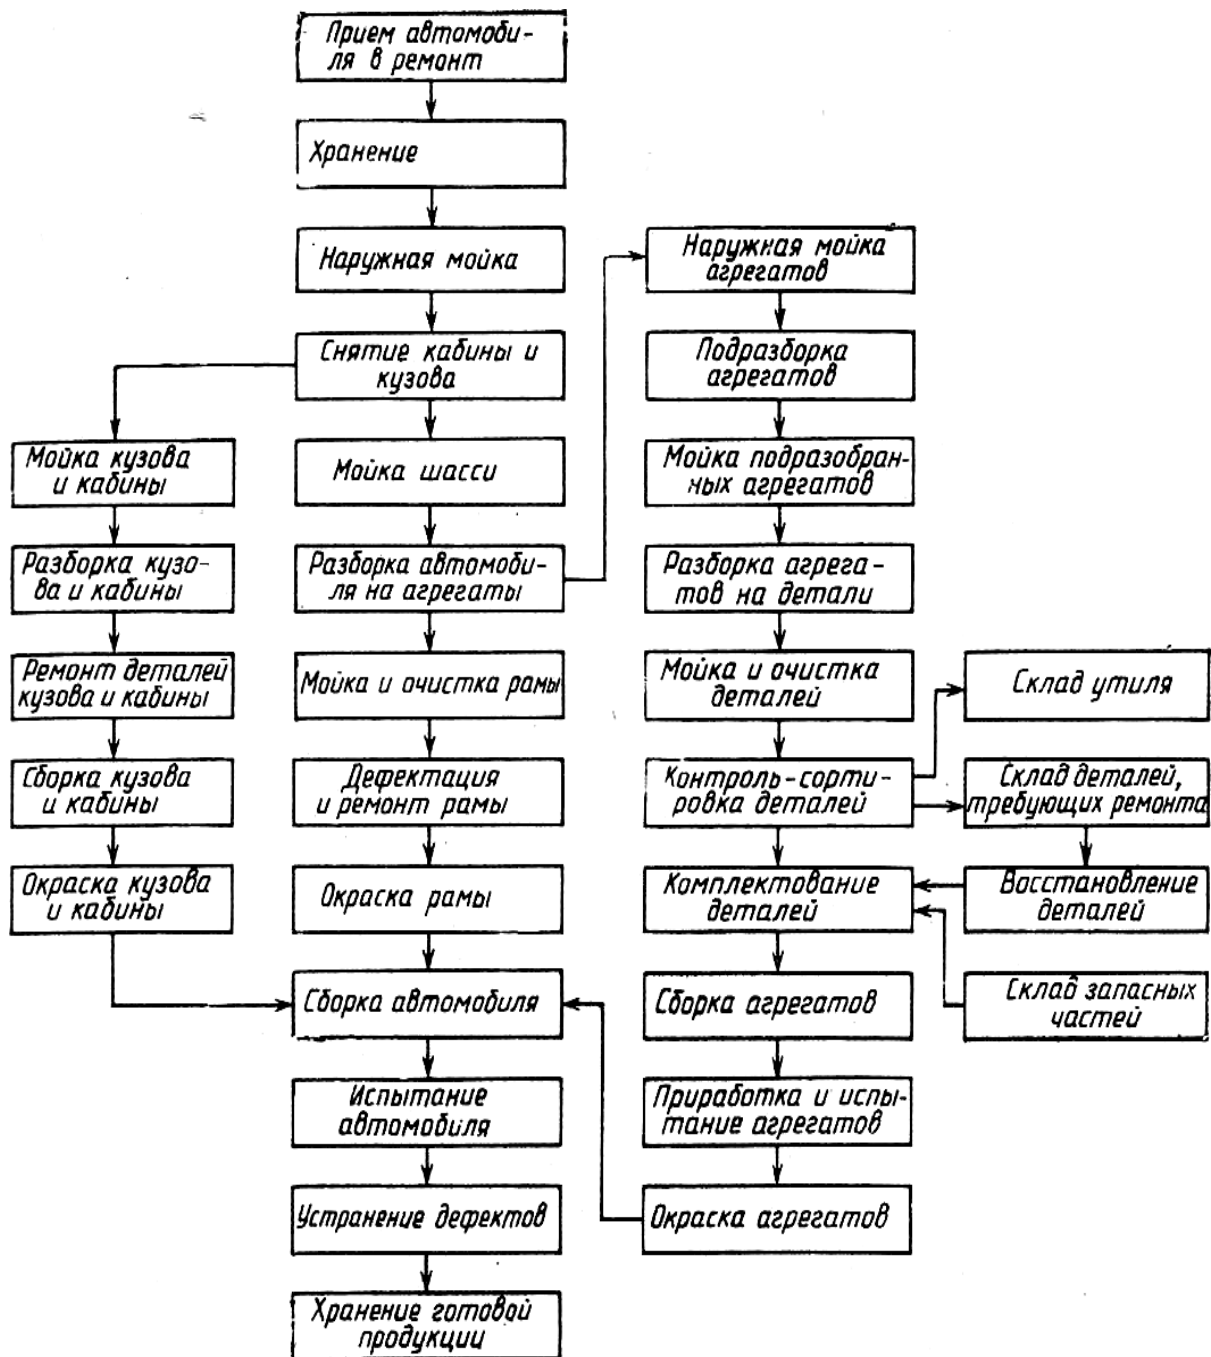 Прием автомоби-
ля в ремонт
Хранение
Наружная мойка
Снятие кабины и
кузова
Мойка шасси
Разборка автомоби-
ля на агрегаты
Мойка и очистка рамы
Дефектация
и ремонт рамы
Окраска рамы
Сборка автомобиля
Испытание
автомобиля
Устранение дефектов
Хранение готовой
продукции
Мойка кузова
и кабины
Разборка кузо-
ва и кабины
Ремонт деталей
кузова и кабины
Сборка кузова
и кабины
Окраска кузова
и кабины
Наружная мойка
агрегатов
Подразборка
агрегатов
Мойка подразобран-
ных агрегатов
Разборка агрега-
тов на детали
Мойка и очистка
деталей
Контроль-сорти-
ровка деталей
Комплектование
деталей
Сборка агрегатов
Приработка и испы-
тание агрегатов
Окраска агрегатов
Склад утиля
Склад деталей,
требующих ремонта
Восстановление
деталей
Склад запасных
частей